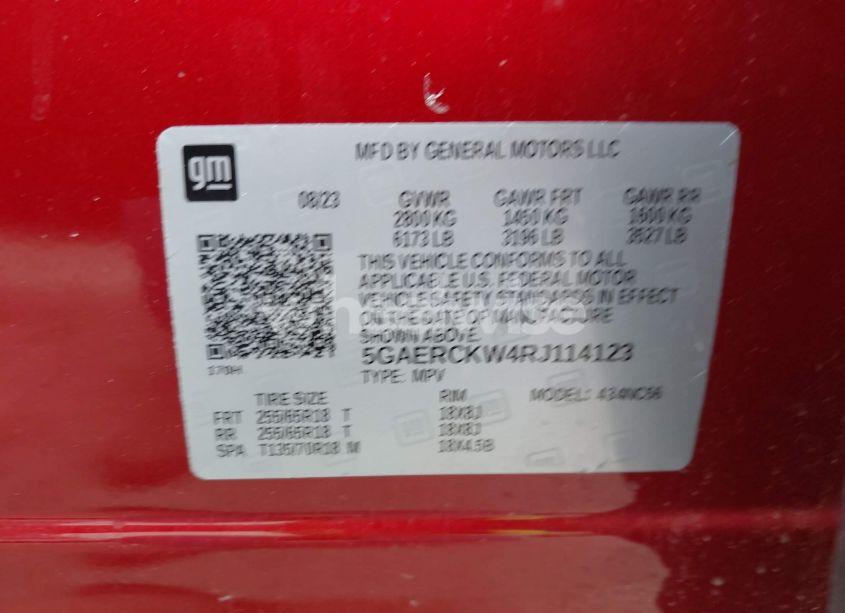 gm
MFD BY GENERAL MOTORS LLC
08/23 GVWR GAWR FRT GAWR RR
2800 KG 1450 KG 1600 KG
6173 LB 3196 LB 3527 LB
THIS VEHICLE CONFORMS TO ALL
APPLICABLE U.S. FEDERAL MOTOR
VEHICLE SAFETY STANDARDS IN EFFECT
ON THE DATE OF MANUFACTURE
SHOWN ABOVE.
5GAERCKW4RJ114123
TYPE: MPV
TIRE SIZE RIM MODEL:
FRT 255/65R18 T 18X8J
RR 255/65R18 T 18X8J
SPA T135/70R18 M 18X4.5B